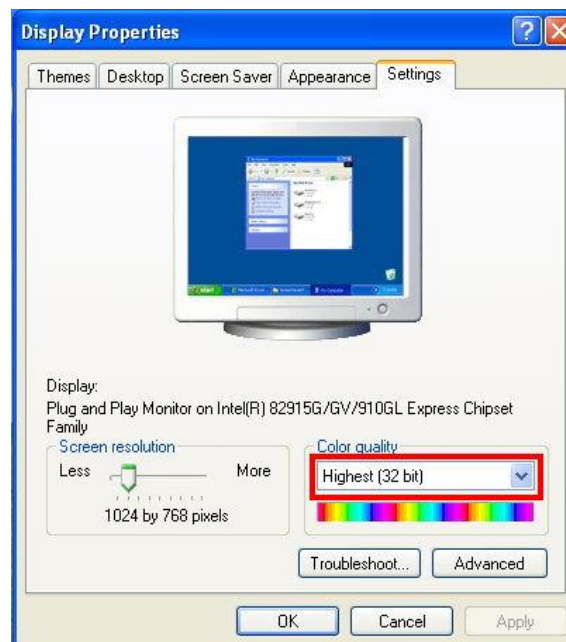 Display Properties
Themes Desktop Screen Saver Appearance Settings
Display:
Plug and Play Monitor on Intel(R) 82915G/GV/910GL Express Chipset
Family
Screen resolution
Less More
1024 by 768 pixels
Color quality
Highest (32 bit)
Troubleshoot... Advanced
OK Cancel Apply